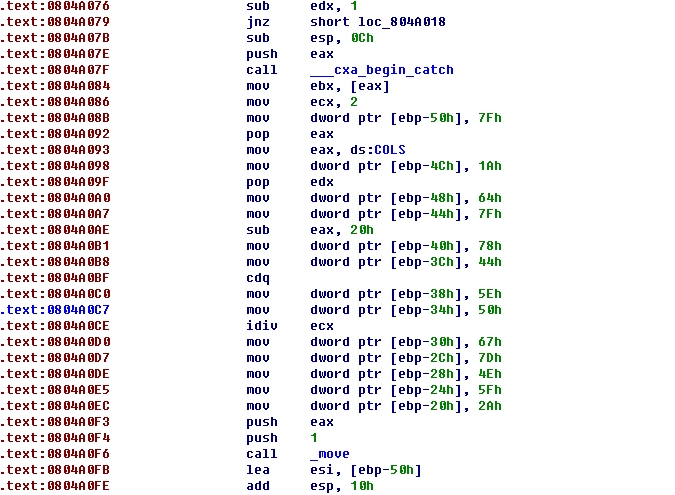 .text:0804A076 sub edx, 1
.text:0804A079 jnz short loc_804A018
.text:0804A07B sub esp, 0Ch
.text:0804A07E push eax
.text:0804A07F call ___cxa_begin_catch
.text:0804A084 mov ebx, [eax]
.text:0804A086 mov ecx, 2
.text:0804A08B mov dword ptr [ebp-50h], 7Fh
.text:0804A092 pop eax
.text:0804A093 mov eax, ds:COLS
.text:0804A098 mov dword ptr [ebp-4Ch], 1Ah
.text:0804A09F pop edx
.text:0804A0A0 mov dword ptr [ebp-48h], 64h
.text:0804A0A7 mov dword ptr [ebp-44h], 7Fh
.text:0804A0AE sub eax, 20h
.text:0804A0B1 mov dword ptr [ebp-40h], 78h
.text:0804A0B8 mov dword ptr [ebp-3Ch], 44h
.text:0804A0BF cdq
.text:0804A0C0 mov dword ptr [ebp-38h], 5Eh
.text:0804A0C7 mov dword ptr [ebp-34h], 50h
.text:0804A0CE idiv ecx
.text:0804A0D0 mov dword ptr [ebp-30h], 67h
.text:0804A0D7 mov dword ptr [ebp-2Ch], 7Dh
.text:0804A0DE mov dword ptr [ebp-28h], 4Eh
.text:0804A0E5 mov dword ptr [ebp-24h], 5Fh
.text:0804A0EC mov dword ptr [ebp-20h], 2Ah
.text:0804A0F3 push eax
.text:0804A0F4 push 1
.text:0804A0F6 call _move
.text:0804A0FB lea esi, [ebp-50h]
.text:0804A0FE add esp, 10h